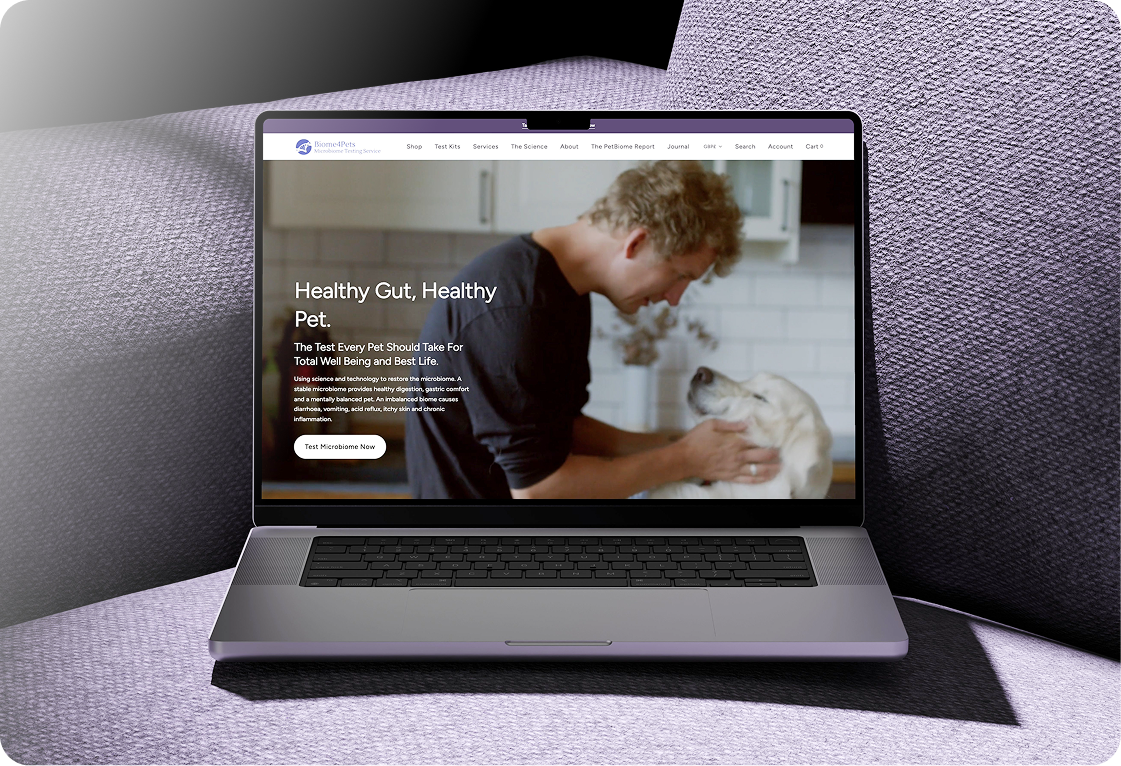 Biome4Pets
Microbiome Testing Service
Shop Test Kits Services The Science About The PetBiome Report Journal GBP£ Search Account Cart 0
Healthy Gut, Healthy
Pet.
The Test Every Pet Should Take For
Total Well Being and Best Life.
Using science and technology to restore the microbiome. A
stable microbiome provides healthy digestion, gastric comfort
and a mentally balanced pet. An imbalanced biome causes
diarrhoea, vomiting, acid reflux, itchy skin and chronic
inflammation.
Test Microbiome Now